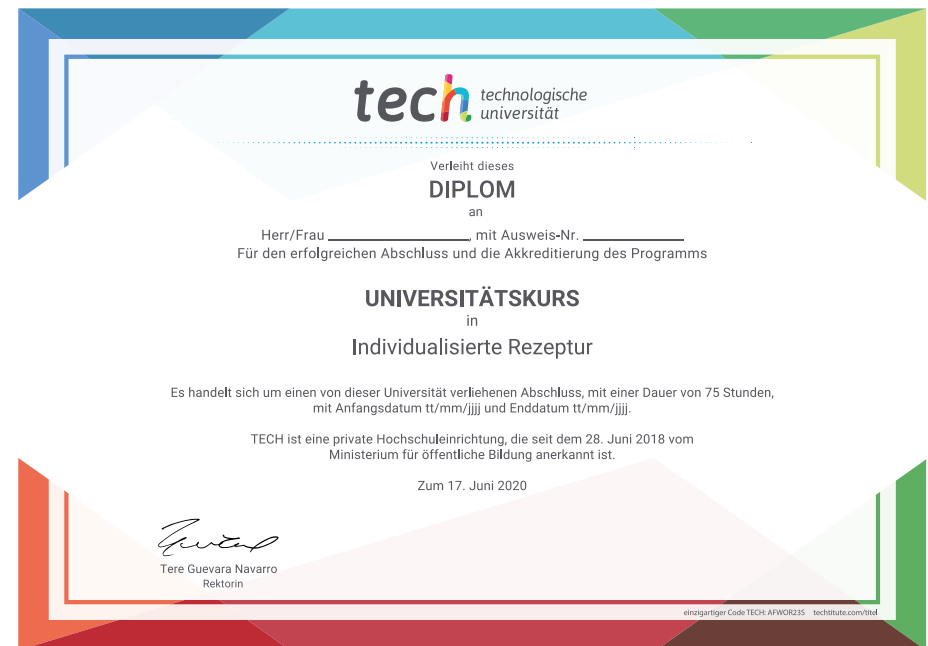 tech technologische
universität
Verleiht dieses
DIPLOM
an
Herr/Frau ____________, mit Ausweis-Nr. ____________
Für den erfolgreichen Abschluss und die Akkreditierung des Programms
UNIVERSITÄTSKURS
in
Individualisierte Rezeptur
Es handelt sich um einen von dieser Universität verliehenen Abschluss, mit einer Dauer von 75 Stunden,
mit Anfangsdatum tt/mm/jjjj und Enddatum tt/mm/jjjj.
TECH ist eine private Hochschuleinrichtung, die seit dem 28. Juni 2018 vom
Ministerium für öffentliche Bildung anerkannt ist.
Zum 17. Juni 2020
Tere Guevara Navarro
Rektorin
einzigartiger Code TECH: AFWOR23S techtitute.com/titel